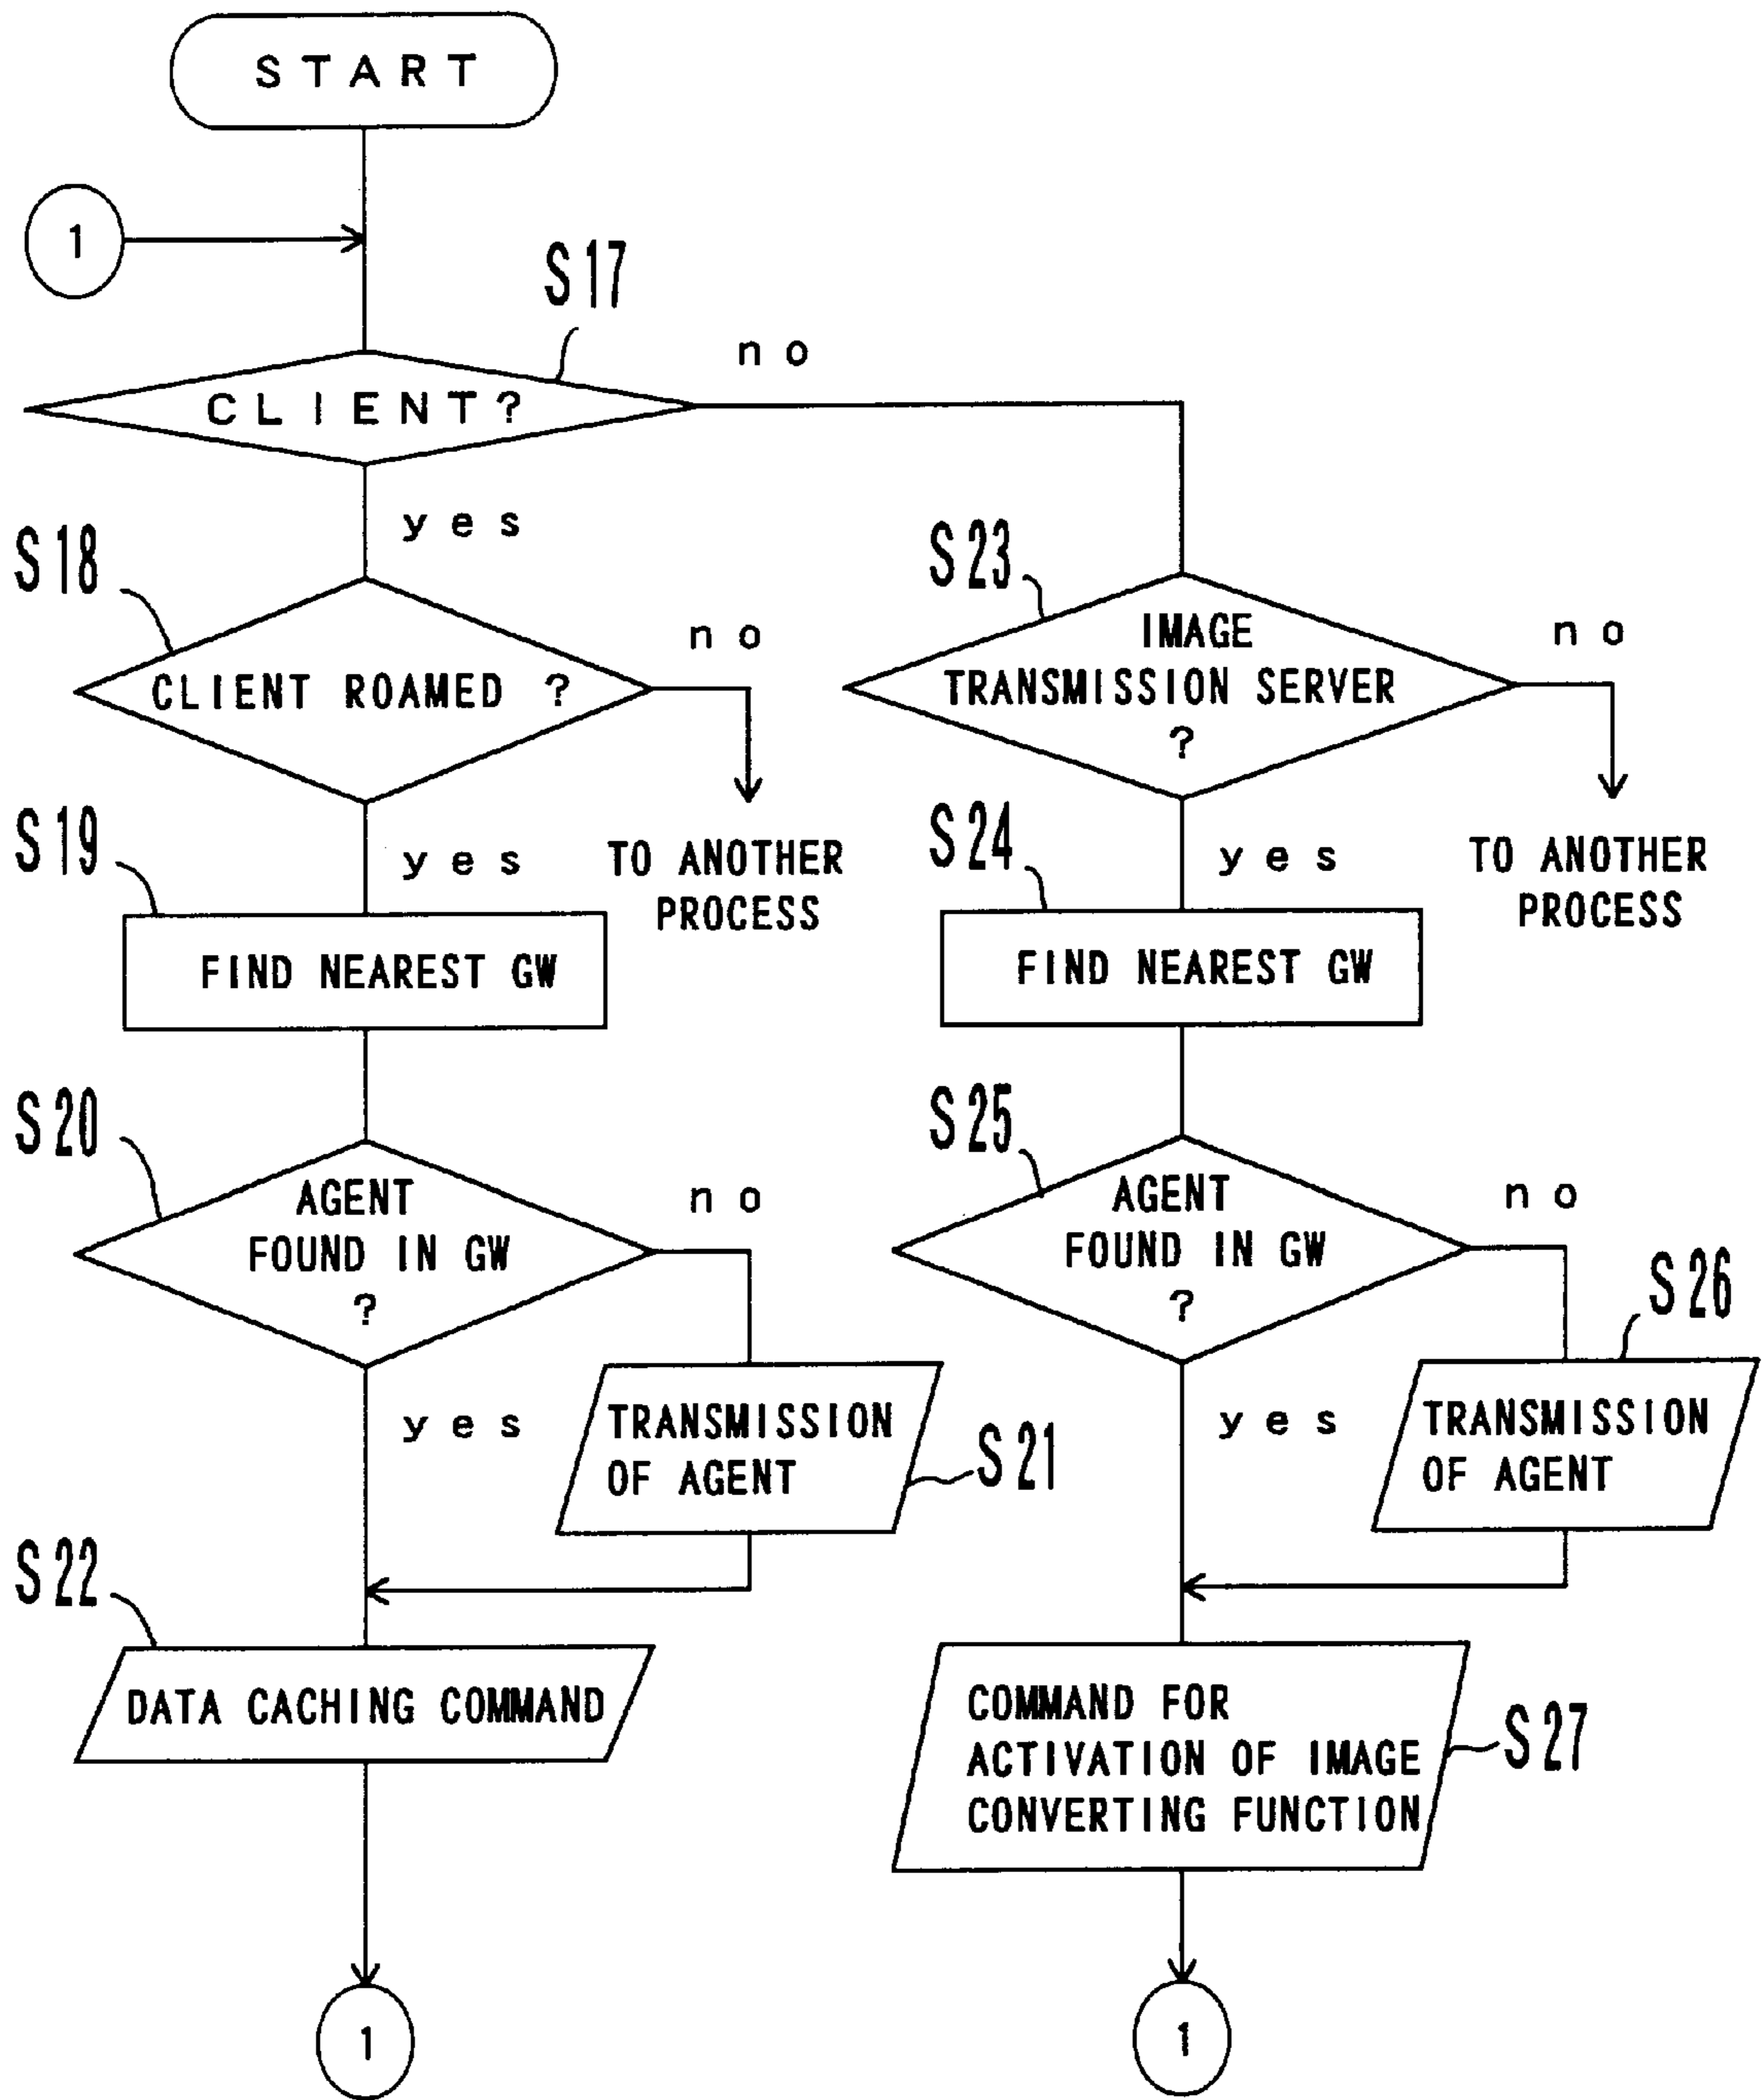 START
1
S17
no
CLIENT?
yes
S18
CLIENT ROAMED ?
no
TO ANOTHER
PROCESS
yes
S19
FIND NEAREST GW
S20
AGENT
FOUND IN GW
?
no
yes
TRANSMISSION
OF AGENT
S21
S22
DATA CACHING COMMAND
1
S23
IMAGE
TRANSMISSION SERVER
?
no
TO ANOTHER
PROCESS
yes
S24
FIND NEAREST GW
S25
AGENT
FOUND IN GW
?
no
yes
S26
TRANSMISSION
OF AGENT
COMMAND FOR
ACTIVATION OF IMAGE
CONVERTING FUNCTION
S27
1